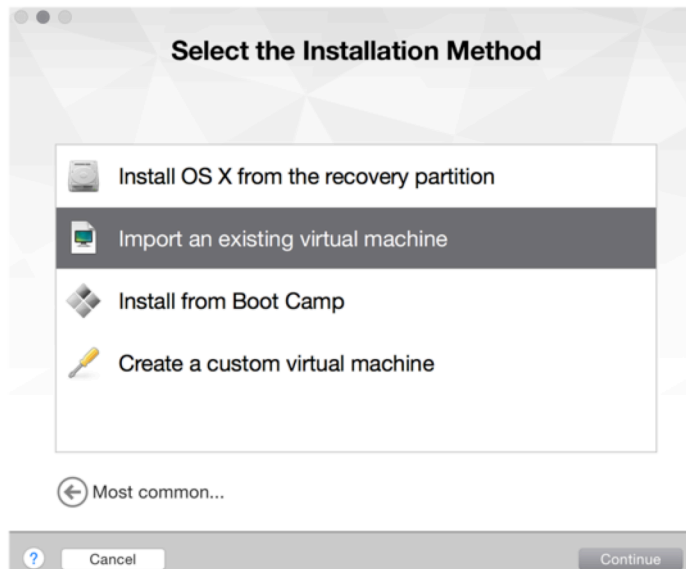 Select the Installation Method
Install OS X from the recovery partition
Import an existing virtual machine
Install from Boot Camp
Create a custom virtual machine
Most common...
? Cancel Continue